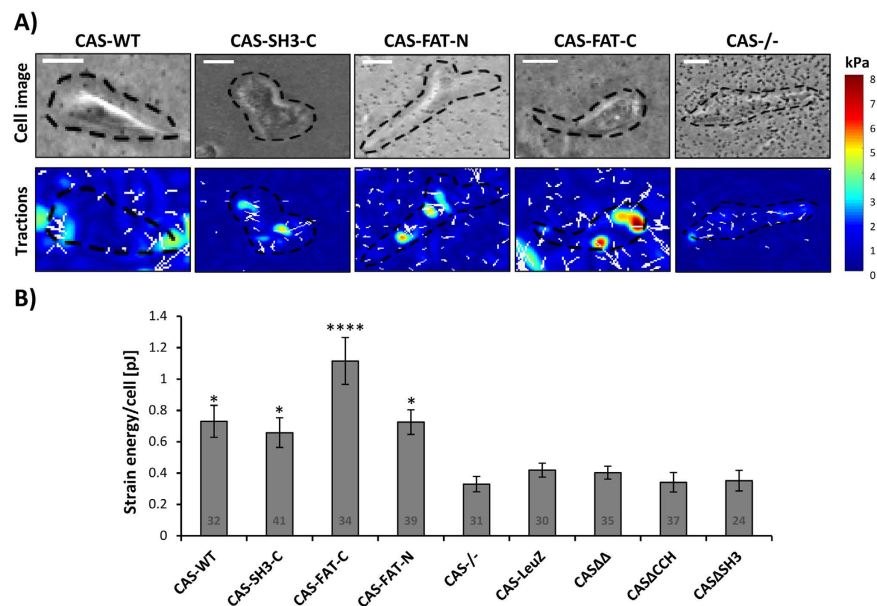 A)
CAS-WT CAS-SH3-C CAS-FAT-N CAS-FAT-C CAS-/-
kPa
Cell image
Tractions
8
7
6
5
4
3
2
1
0
B)
Strain energy/cell [pJ]
1.4
1.2
1
0.8
0.6
0.4
0.2
0
* * **** *
32 41 34 39 31 30 35 37 24
CAS-WT CAS-SH3-C CAS-FAT-C CAS-FAT-N CAS-/- CAS-LeuZ CASΔΔ CASΔCCH CASΔSH3